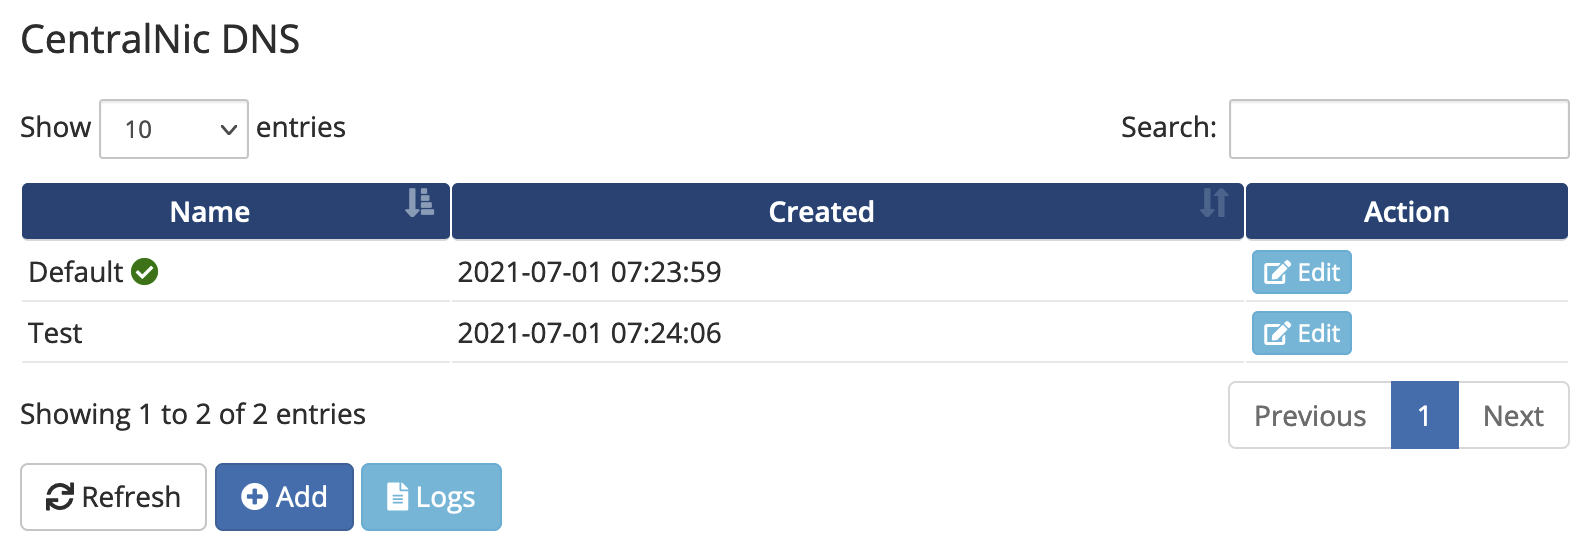 CentralNic DNS
Show 10 entries
Search:
Name Created Action
Default 2021-07-01 07:23:59 Edit
Test 2021-07-01 07:24:06 Edit
Showing 1 to 2 of 2 entries
Previous 1 Next
Refresh Add Logs